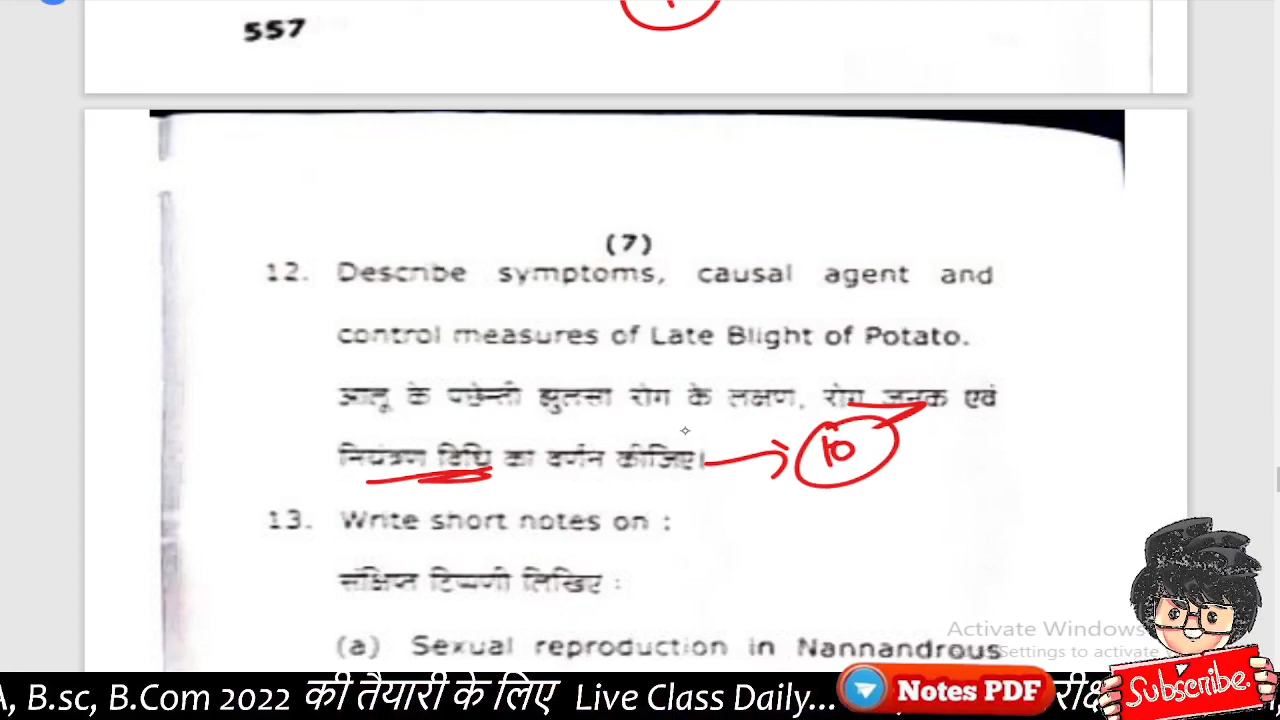 557
(7)
12. Describe symptoms, causal agent and
control measures of Late Blight of Potato.
आलू के पछेन्ती झुलसा रोग के लक्षण, रोग जनक एवं
नियंत्रण विधि का वर्णन कीजिए।
10
13. Write short notes on :
संक्षिप्त टिप्पणी लिखिए :
(a) Sexual reproduction in Nannandrous
Activate Windows
Settings to activate
A, B.sc, B.Com 2022 की तैयारी के लिए Live Class Daily...
Notes PDF
Subscribe.